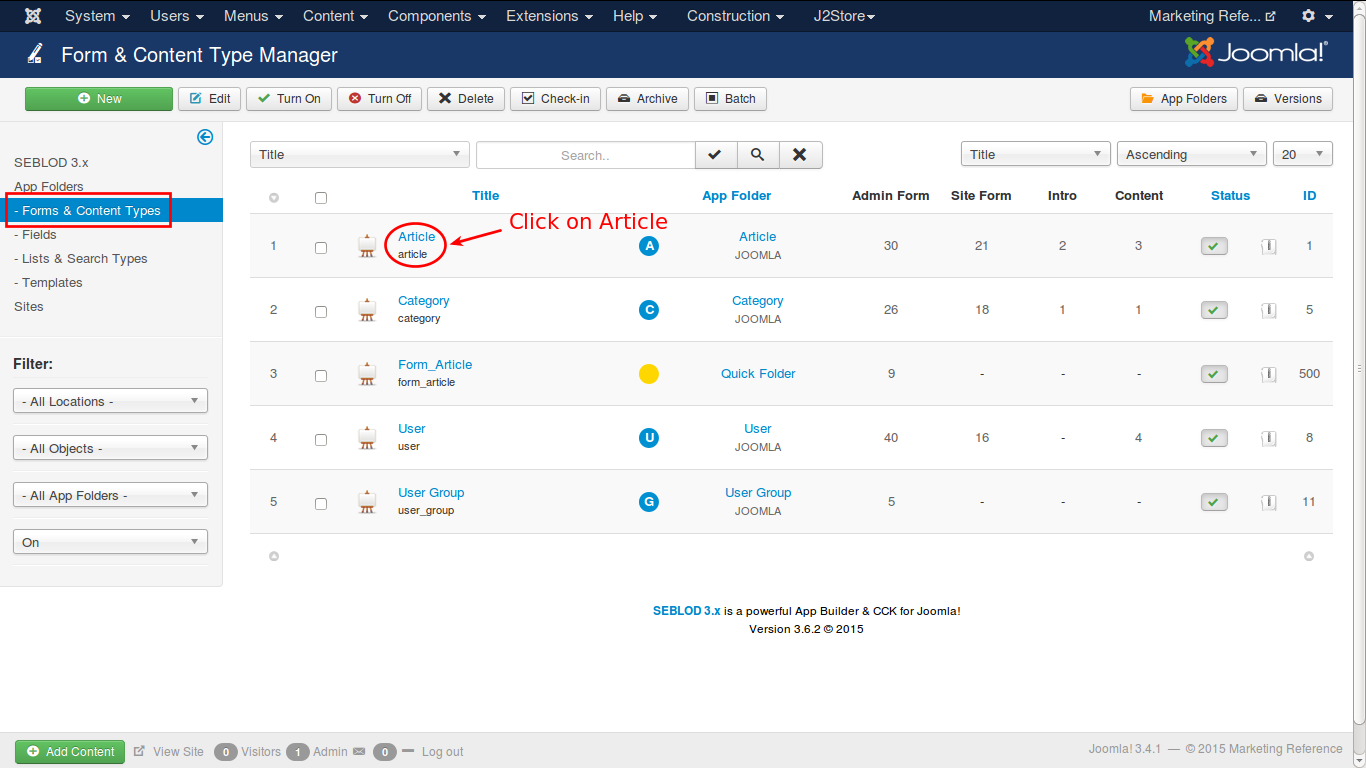 System Users Menus Content Components Extensions Help Construction J2Store Marketing Refe...
Form & Content Type Manager Joomla!®
New Edit Turn On Turn Off Delete Check-in Archive Batch App Folders Versions
SEBLOD 3.x
App Folders
- Forms & Content Types
- Fields
- Lists & Search Types
- Templates
Sites
Filter:
- All Locations -
- All Objects -
- All App Folders -
On
Title Search.. Title Ascending 20
Title App Folder Admin Form Site Form Intro Content Status ID
Click on Article
1 Article A Article 30 21 2 3 1
article JOOMLA
2 Category C Category 26 18 1 1 5
category JOOMLA
3 Form_Article Quick Folder 9 - - - 500
form_article
4 User U User 40 16 - 4 8
user JOOMLA
5 User Group G User Group 5 - - - 11
user_group JOOMLA
SEBLOD 3.x is a powerful App Builder & CCK for Joomla!
Version 3.6.2 © 2015
Add Content View Site 0 Visitors 1 Admin 0 Log out Joomla! 3.4.1 — © 2015 Marketing Reference